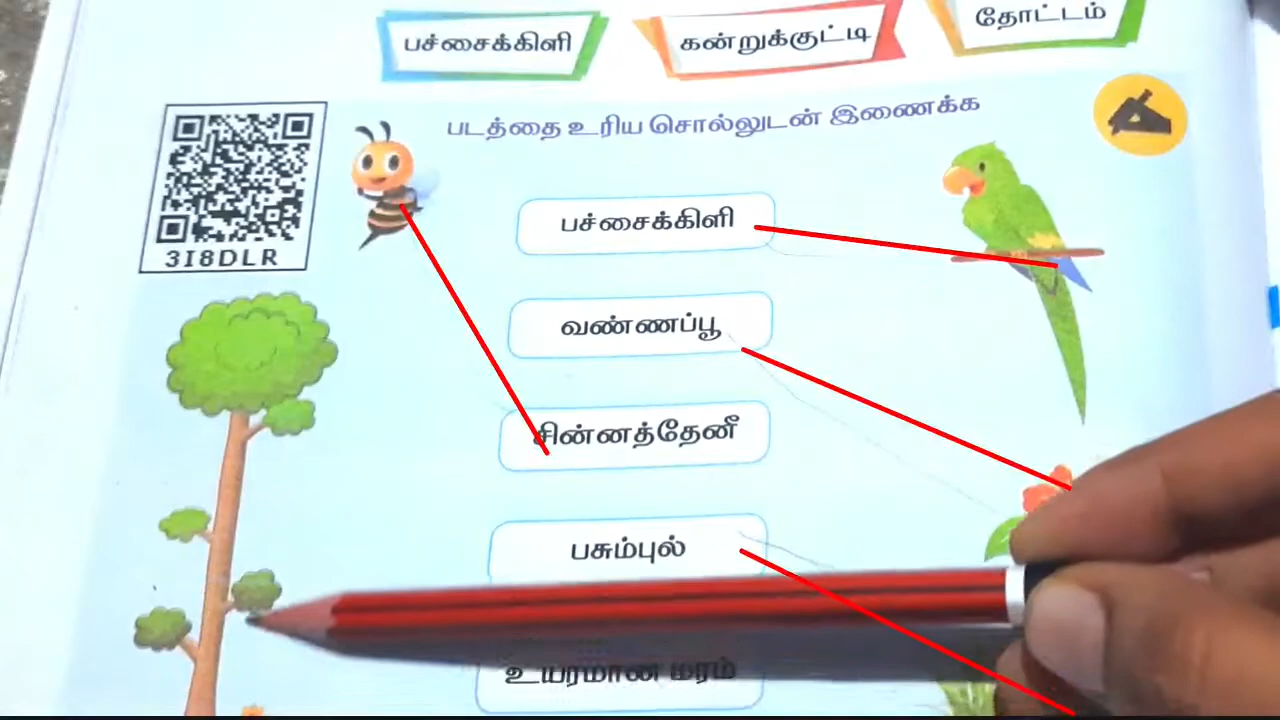 பச்சைக்கிளி
கன்றுக்குட்டி
தோட்டம்
படத்தை உரிய சொல்லுடன் இணைக்க
3I8DLR
பச்சைக்கிளி
வண்ணப்பூ
சின்னத்தேனீ
பசும்புல்
உயரமான மரம்